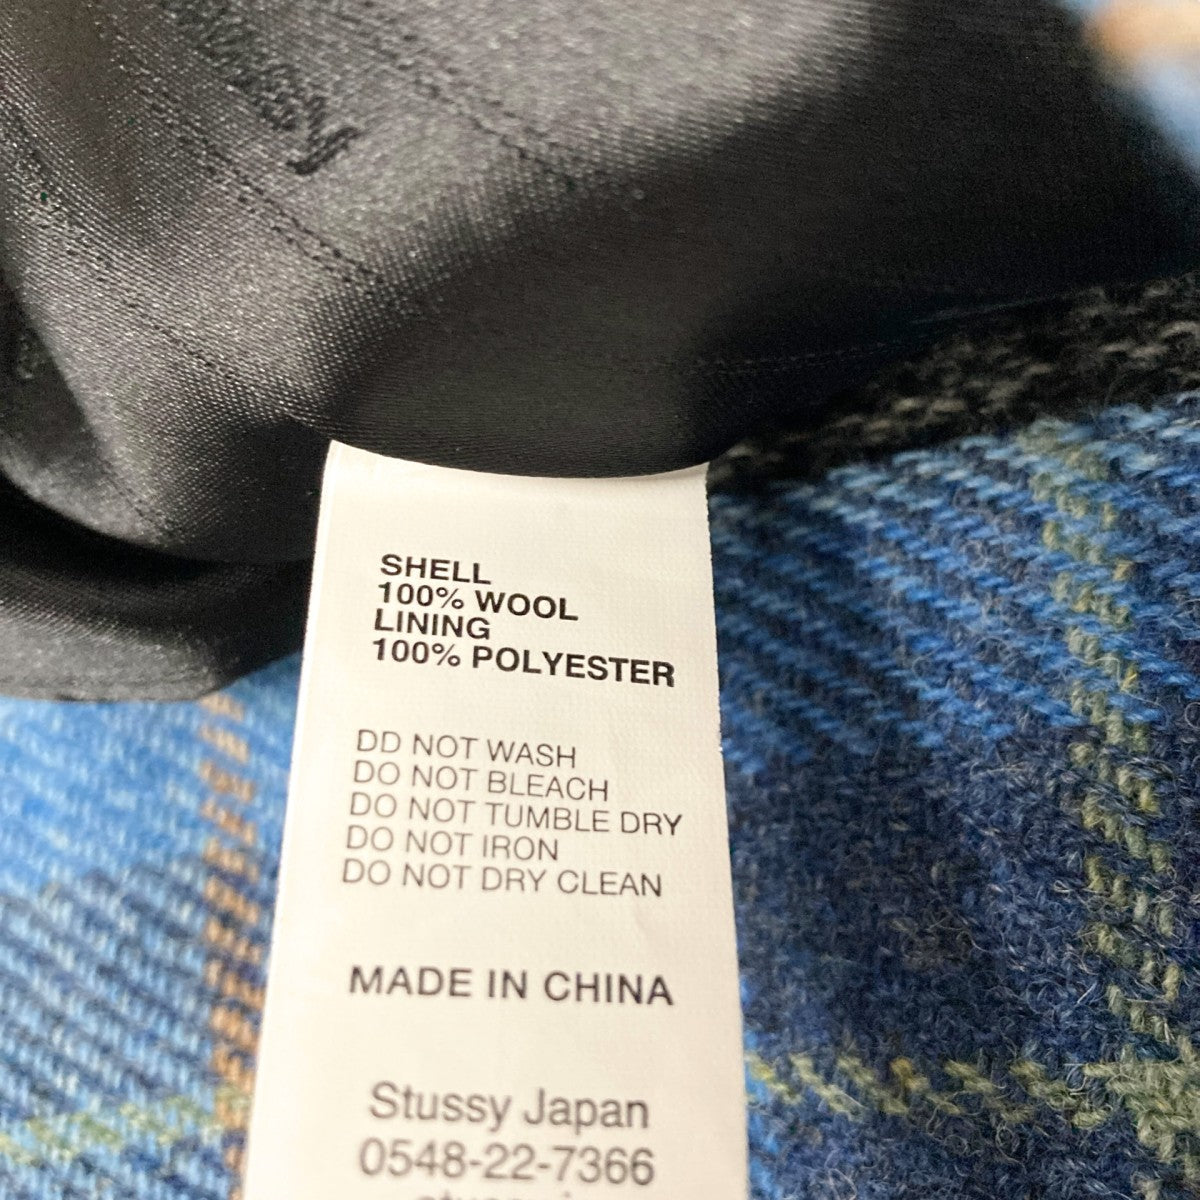 SHELL
100% WOOL
LINING
100% POLYESTER
DD NOT WASH
DO NOT BLEACH
DO NOT TUMBLE DRY
DO NOT IRON
DO NOT DRY CLEAN
MADE IN CHINA
Stussy Japan
0548-22-7366